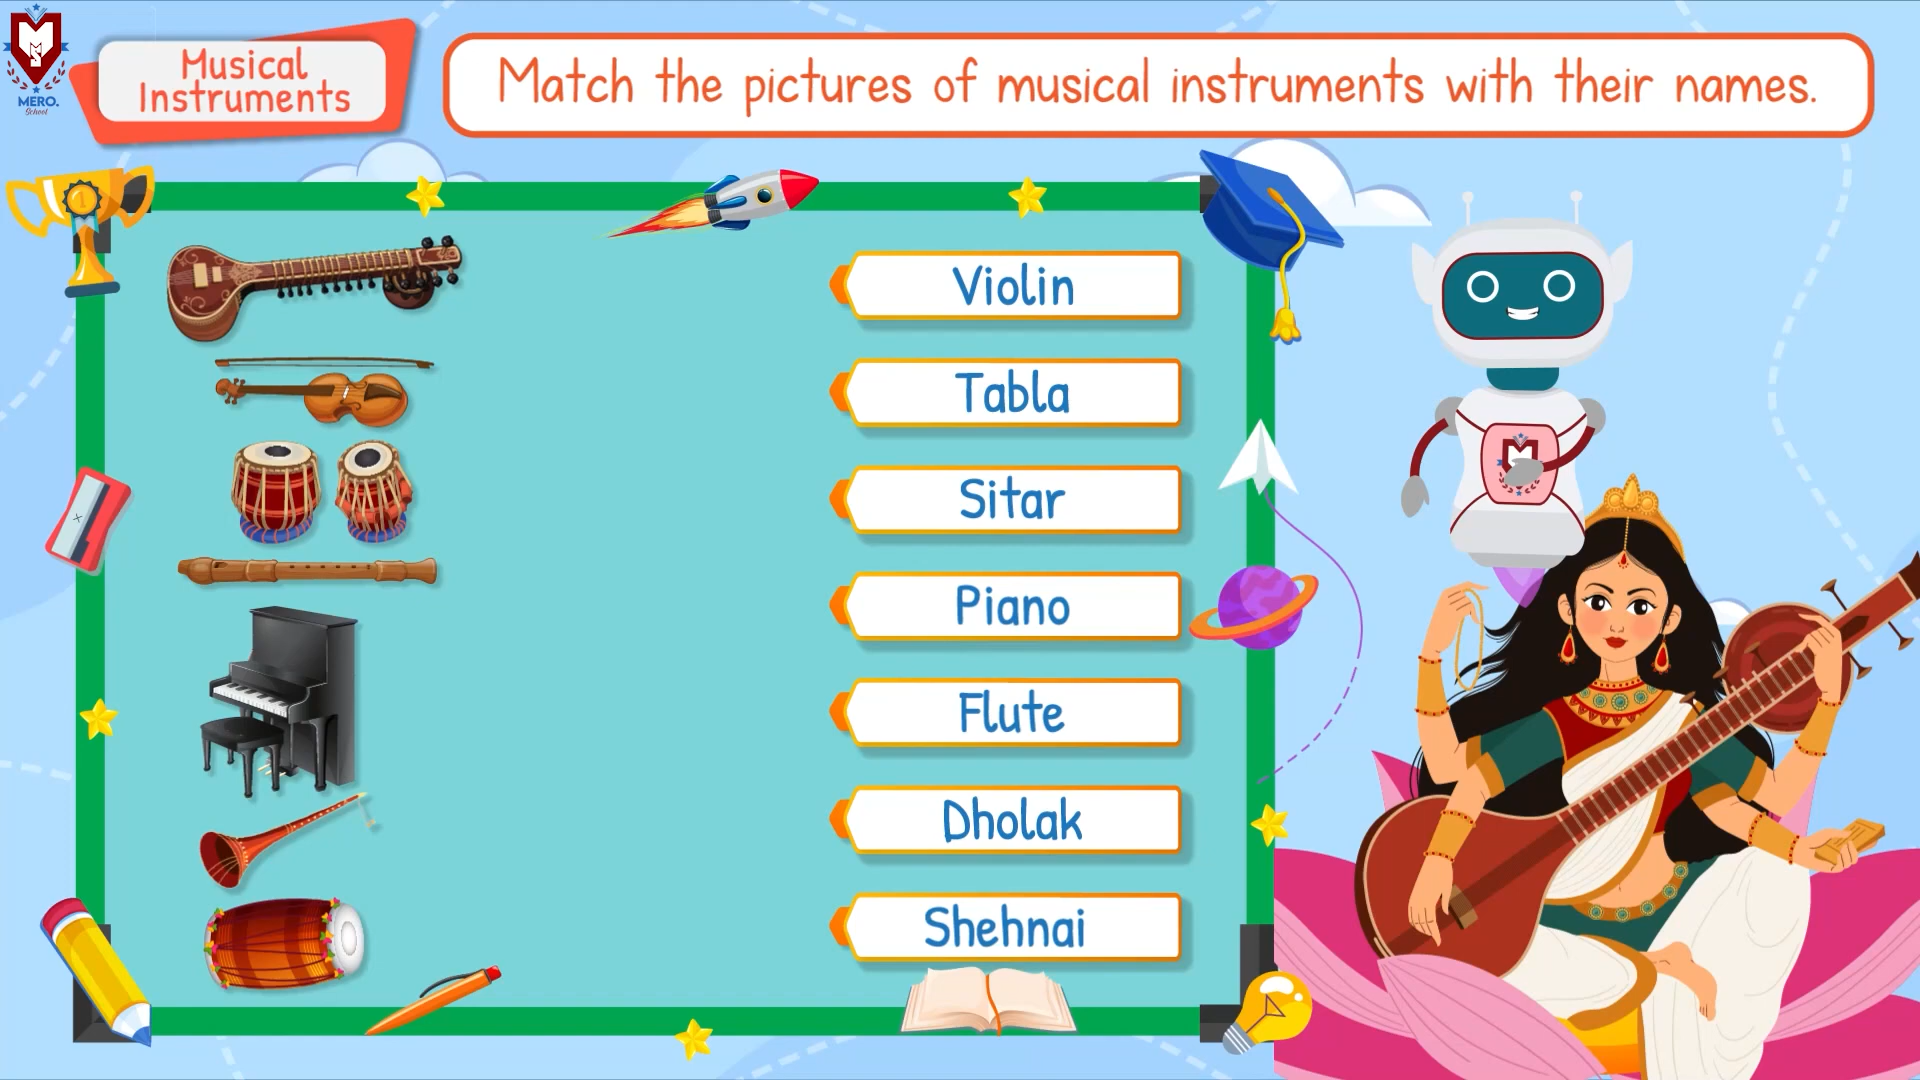 MERO.
School
Musical
Instruments
Match the pictures of musical instruments with their names.
Violin
Tabla
Sitar
Piano
Flute
Dholak
Shehnai